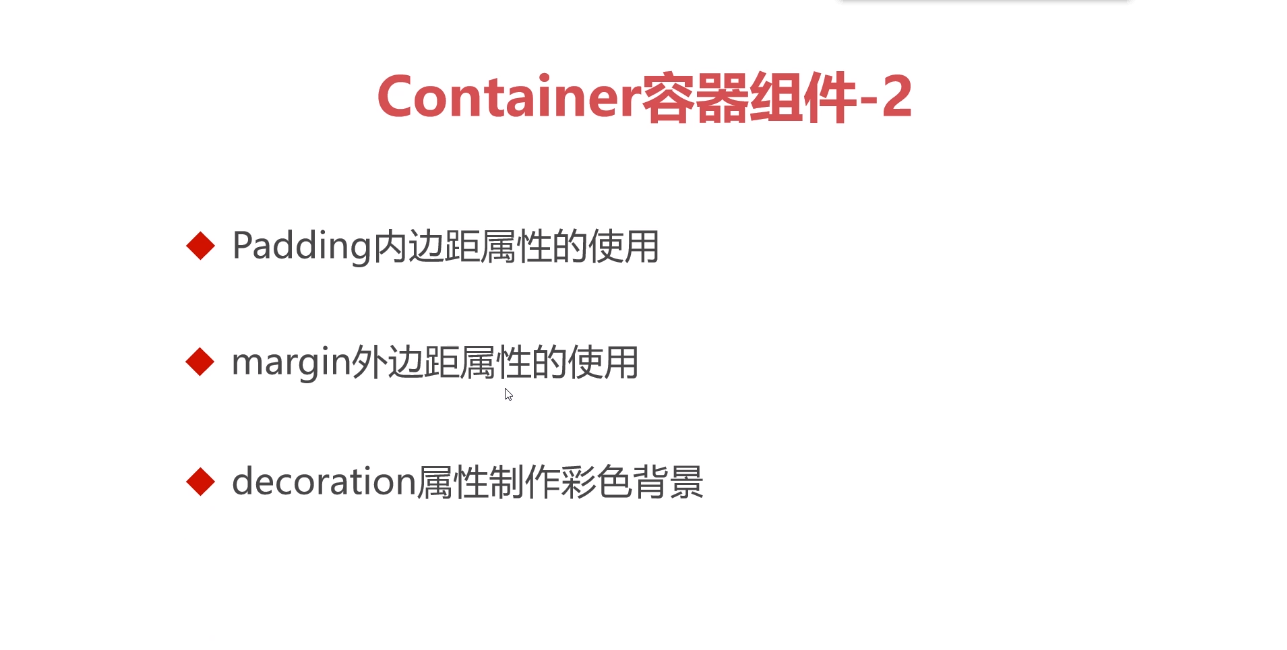 Container容器组件-2
Padding内边距属性的使用
margin外边距属性的使用
decoration属性制作彩色背景